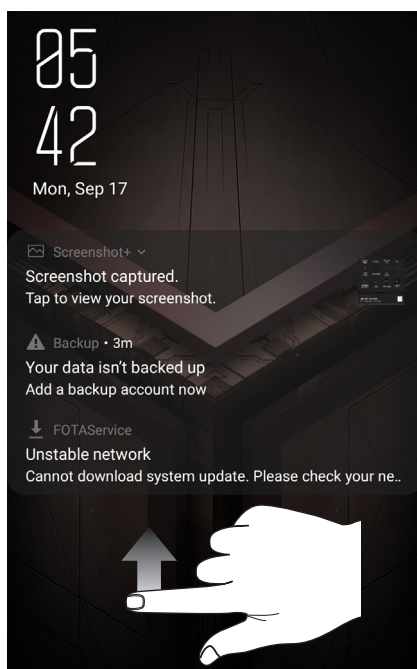 05
42
Mon, Sep 17
Screenshot+
Screenshot captured.
Tap to view your screenshot.
Backup • 3m
Your data isn't backed up
Add a backup account now
FOTAService
Unstable network
Cannot download system update. Please check your ne..